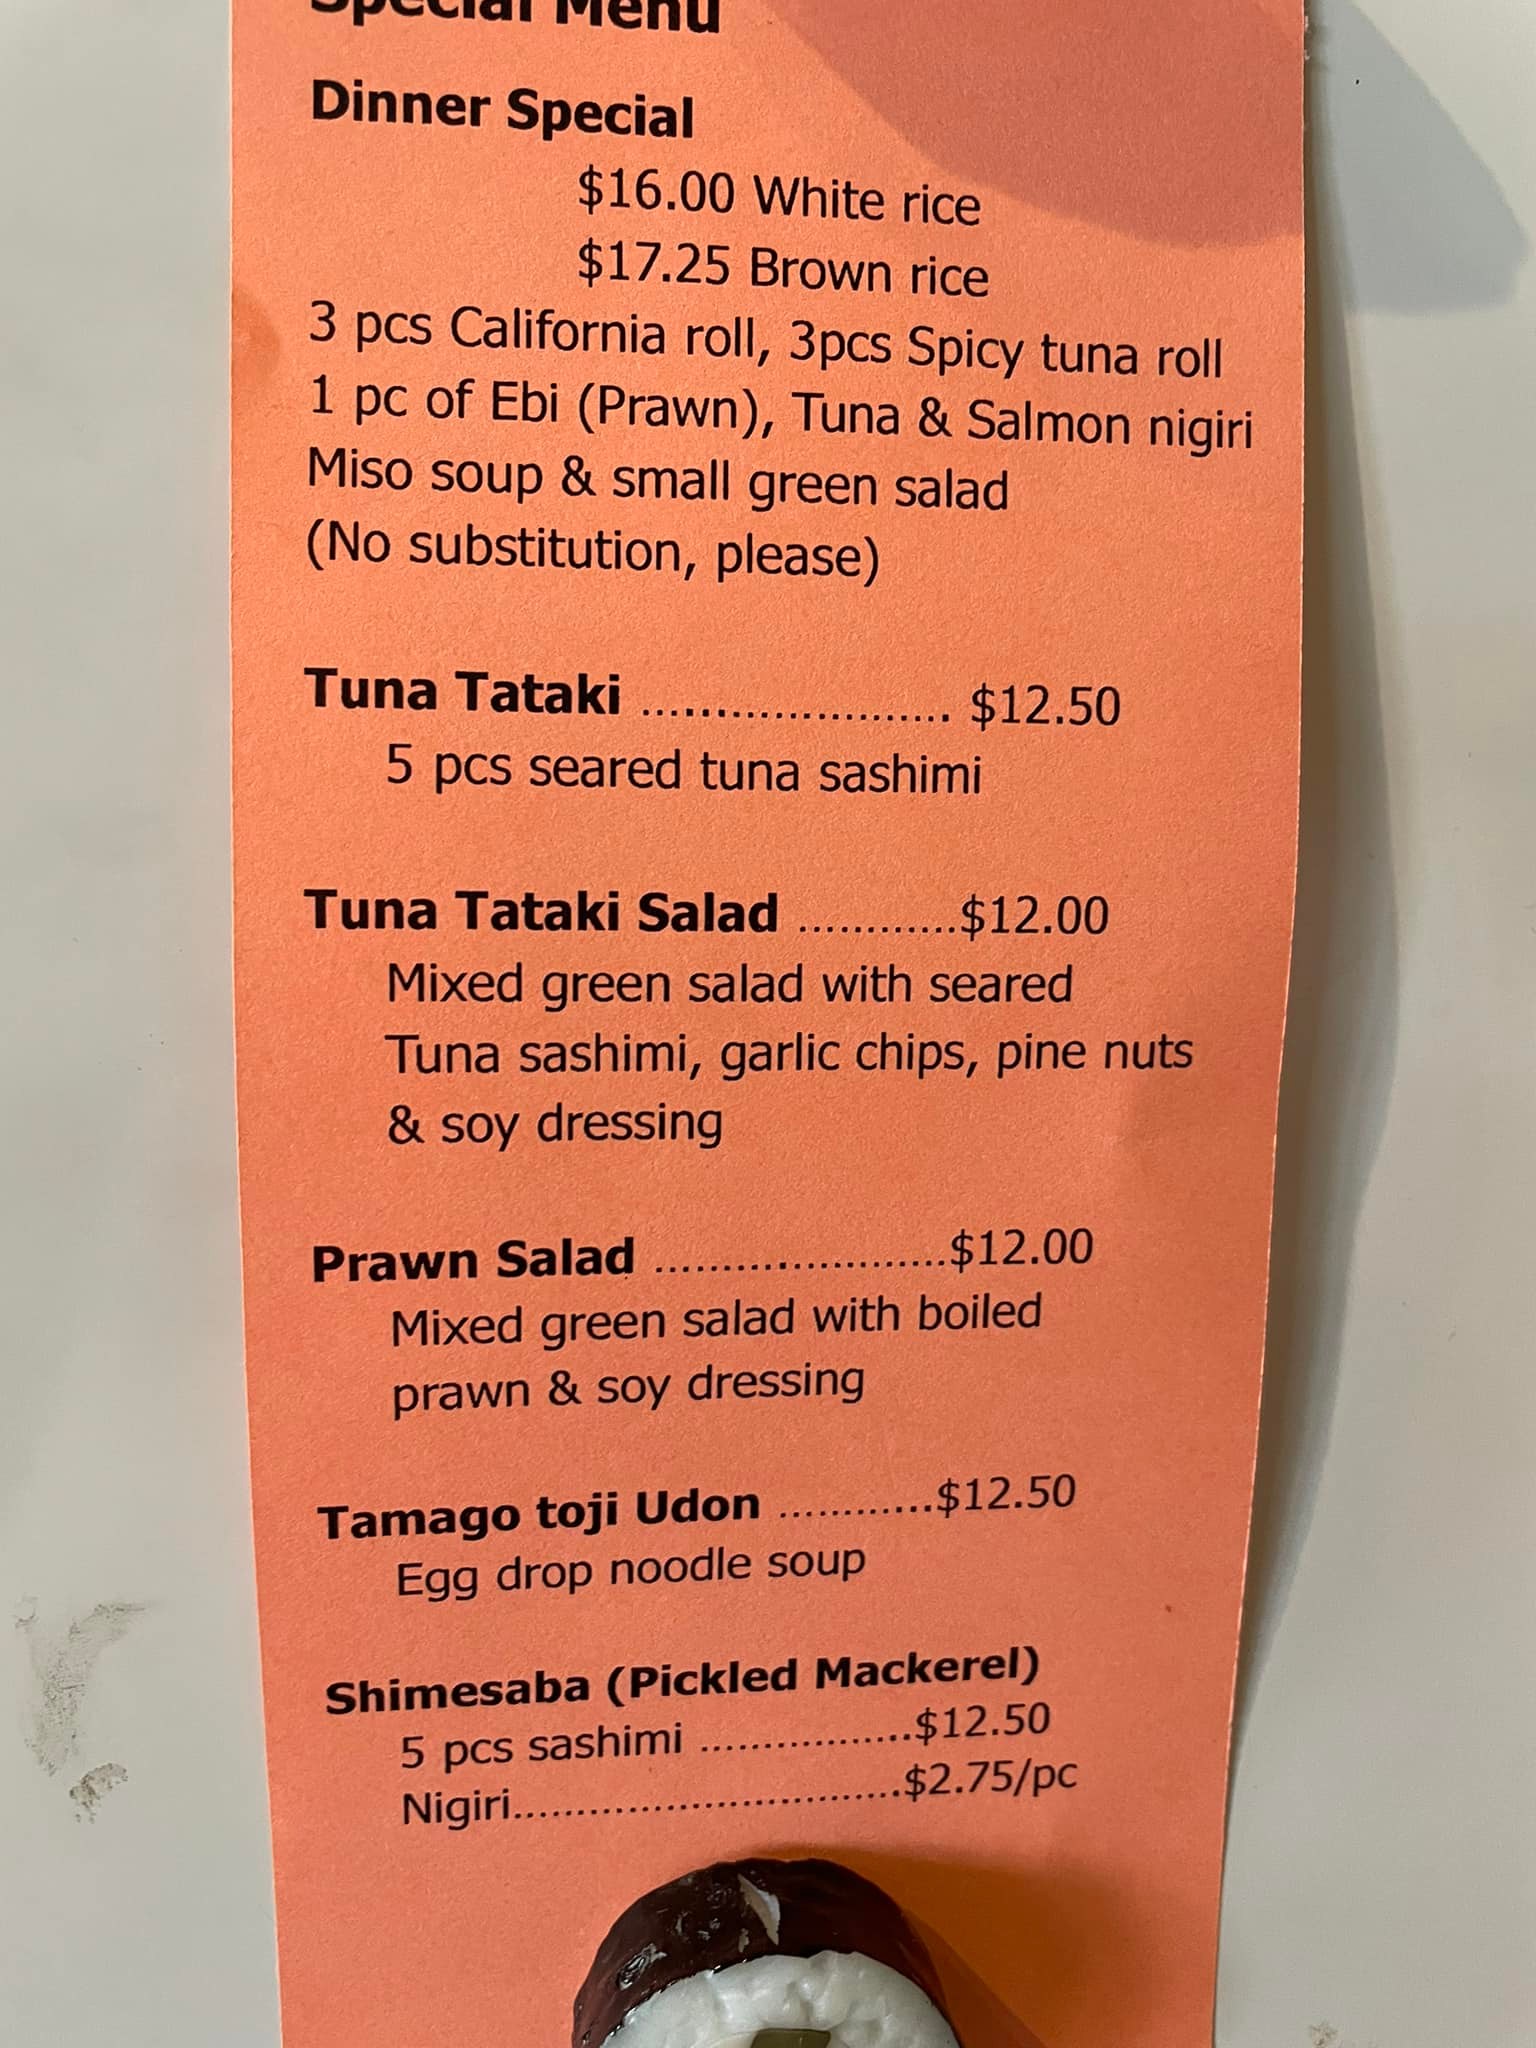 Special Menu
Dinner Special
$16.00 White rice
$17.25 Brown rice
3 pcs California roll, 3pcs Spicy tuna roll
1 pc of Ebi (Prawn), Tuna & Salmon nigiri
Miso soup & small green salad
(No substitution, please)
Tuna Tataki ..................... $12.50
5 pcs seared tuna sashimi
Tuna Tataki Salad ............$12.00
Mixed green salad with seared
Tuna sashimi, garlic chips, pine nuts
& soy dressing
Prawn Salad ......................$12.00
Mixed green salad with boiled
prawn & soy dressing
Tamago toji Udon ............$12.50
Egg drop noodle soup
Shimesaba (Pickled Mackerel)
5 pcs sashimi .................$12.50
Nigiri...............................$2.75/pc